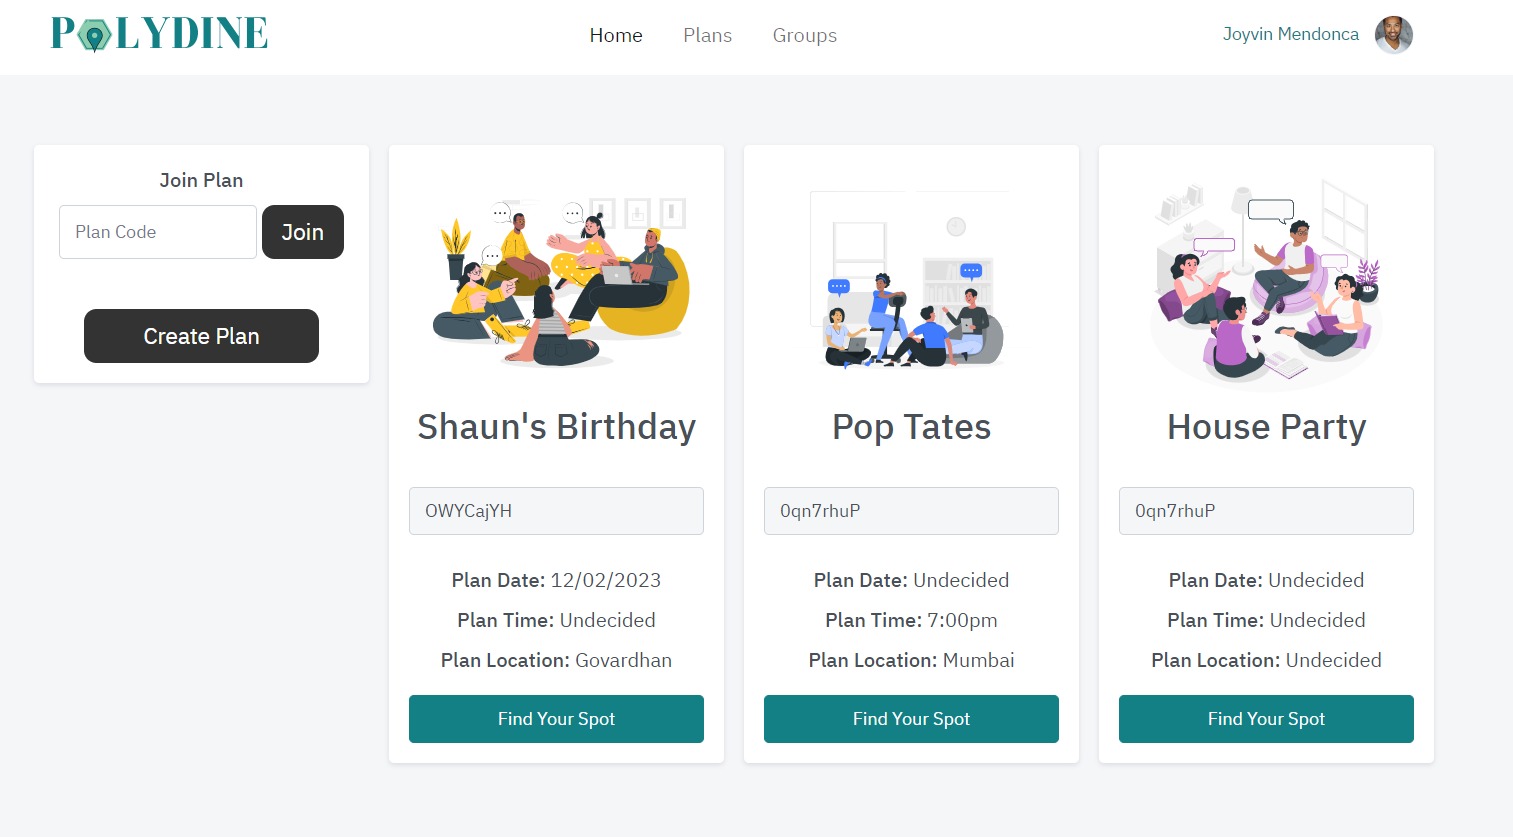 POLYDINE
Home
Plans
Groups
Joyvin Mendonca
Join Plan
Plan Code
Join
Create Plan
Shaun's Birthday
OWYCajYH
Plan Date: 12/02/2023
Plan Time: Undecided
Plan Location: Govardhan
Find Your Spot
Pop Tates
0qn7rhuP
Plan Date: Undecided
Plan Time: 7:00pm
Plan Location: Mumbai
Find Your Spot
House Party
0qn7rhuP
Plan Date: Undecided
Plan Time: Undecided
Plan Location: Undecided
Find Your Spot